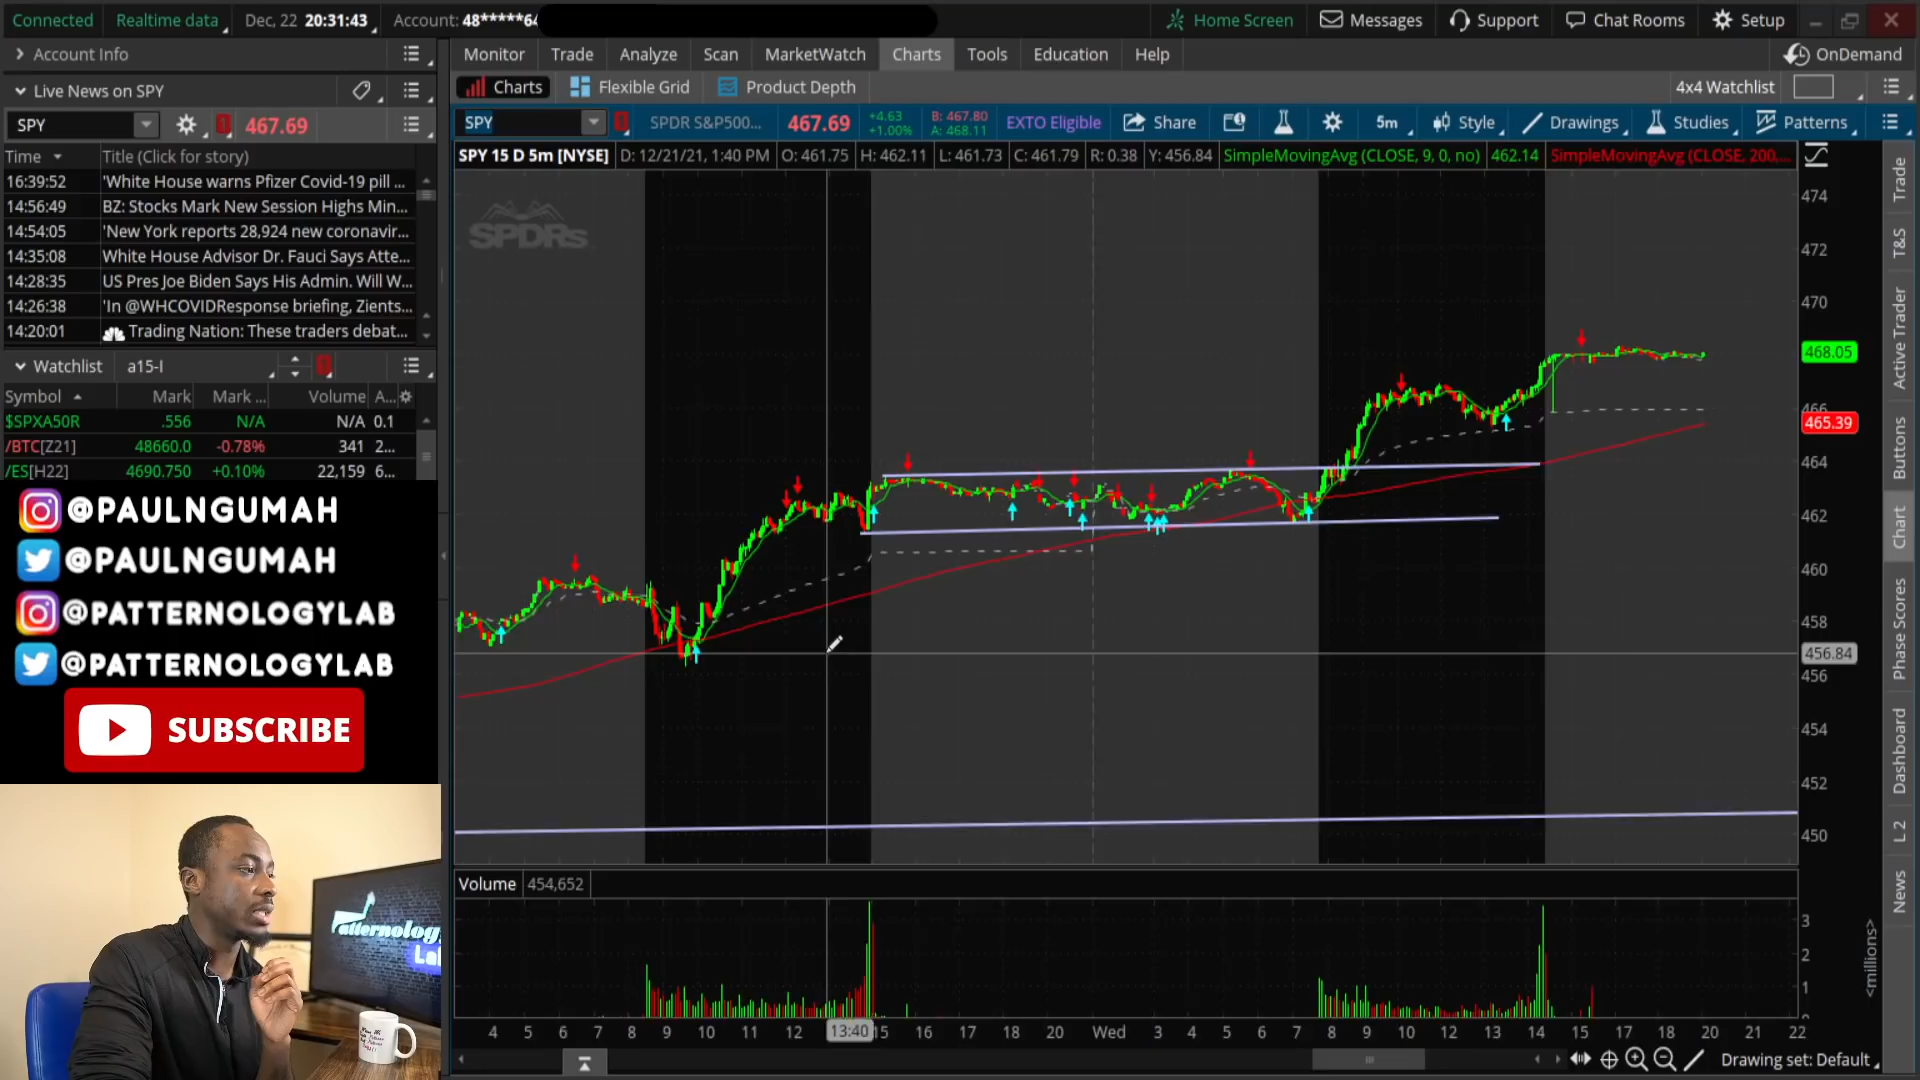 Connected Realtime data Dec, 22 20:31:43 Account: 48*****64 Home Screen Messages Support Chat Rooms Setup
Account Info Monitor Trade Analyze Scan MarketWatch Charts Tools Education Help OnDemand
Live News on SPY Charts Flexible Grid Product Depth 4x4 Watchlist
SPY 467.69 SPY SPDR S&P500... 467.69 +4.63 +1.00% B: 467.80 A: 468.11 EXTO Eligible Share 5m Style Drawings Studies Patterns
SPY 15 D 5m [NYSE] D: 12/21/21, 1:40 PM O: 461.75 H: 462.11 L: 461.73 C: 461.79 R: 0.38 Y: 456.84 SimpleMovingAvg (CLOSE, 9, 0, no) 462.14 SimpleMovingAvg (CLOSE, 200,...
Time Title (Click for story)
16:39:52 'White House warns Pfizer Covid-19 pill ...
14:56:49 BZ: Stocks Mark New Session Highs Min...
14:54:05 'New York reports 28,924 new coronavir...
14:35:08 White House Advisor Dr. Fauci Says Atte...
14:28:35 US Pres Joe Biden Says His Admin. Will W...
14:26:38 'In @WHCOVIDResponse briefing, Zients...
14:20:01 Trading Nation: These traders debat...
Watchlist a15-I
Symbol Mark Mark ... Volume A...
$SPXA50R .556 N/A N/A 0.1
/BTC[Z21] 48660.0 -0.78% 341 2...
/ES[H22] 4690.750 +0.10% 22,159 6...
@PAULNGUMAH
@PAULNGUMAH
@PATTERNOLOGYLAB
@PATTERNOLOGYLAB
SUBSCRIBE
Patternology
Lab
SPDRs
474
472
470
468.05
466
465.39
464
462
460
458
456.84
456
454
452
450
Volume 454,652
3
2
1
0
<millions>
4 5 6 7 8 9 10 11 12 13:40 15 16 17 18 20 Wed 3 4 5 6 7 8 9 10 11 12 13 14 15 17 18 20 21 22
Drawing set: Default
Trade
T&S
Active Trader
Buttons
Chart
Phase Scores
Dashboard
L 2
News